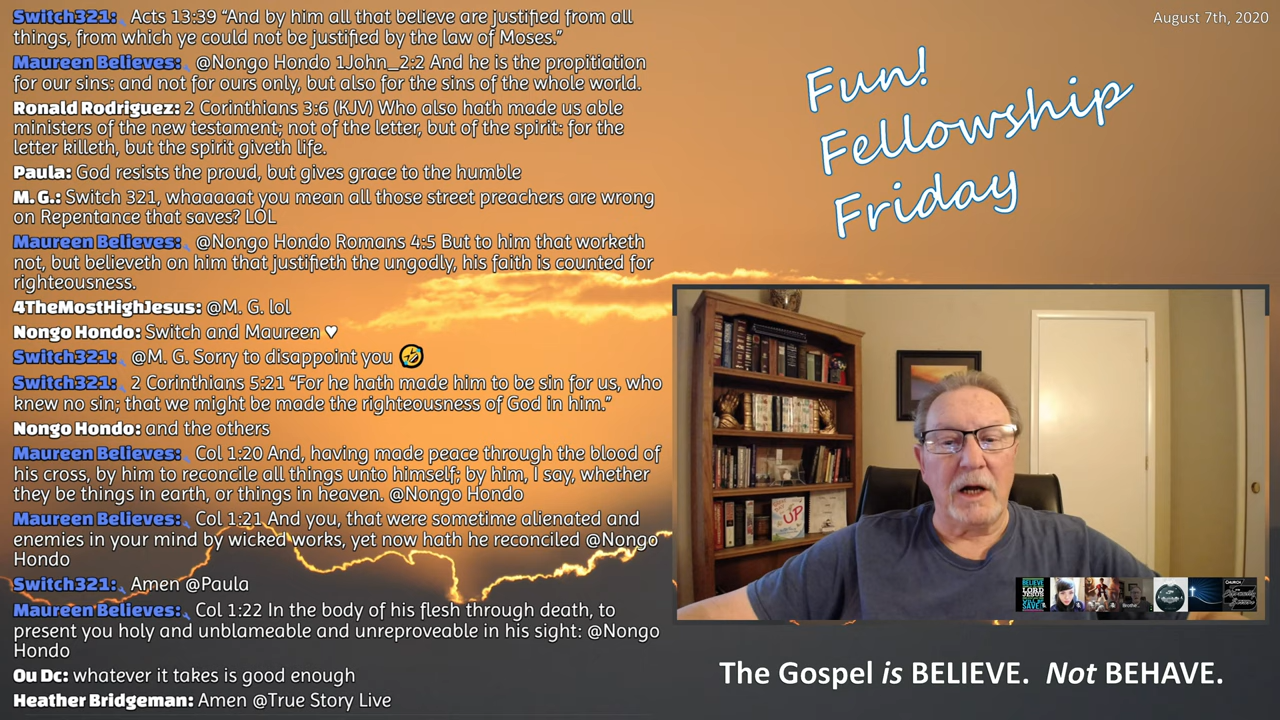 Switch321: Acts 13:39 “And by him all that believe are justified from all
things, from which ye could not be justified by the law of Moses.”
Maureen Believes: @Nongo Hondo 1John_2:2 And he is the propitiation
for our sins: and not for ours only, but also for the sins of the whole world.
Ronald Rodriguez: 2 Corinthians 3:6 (KJV) Who also hath made us able
ministers of the new testament; not of the letter, but of the spirit: for the
letter killeth, but the spirit giveth life.
Paula: God resists the proud, but gives grace to the humble
M. G.: Switch 321, whaaaaat you mean all those street preachers are wrong
on Repentance that saves? LOL
Maureen Believes: @Nongo Hondo Romans 4:5 But to him that worketh
not, but believeth on him that justifieth the ungodly, his faith is counted for
righteousness.
4TheMostHighJesus: @M. G. lol
Nongo Hondo: Switch and Maureen ♥
Switch321: @M. G. Sorry to disappoint you 🤣
Switch321: 2 Corinthians 5:21 “For he hath made him to be sin for us, who
knew no sin; that we might be made the righteousness of God in him.”
Nongo Hondo: and the others
Maureen Believes: Col 1:20 And, having made peace through the blood of
his cross, by him to reconcile all things unto himself; by him, I say, whether
they be things in earth, or things in heaven. @Nongo Hondo
Maureen Believes: Col 1:21 And you, that were sometime alienated and
enemies in your mind by wicked works, yet now hath he reconciled @Nongo
Hondo
Switch321: Amen @Paula
Maureen Believes: Col 1:22 In the body of his flesh through death, to
present you holy and unblameable and unreproveable in his sight: @Nongo
Hondo
Ou Dc: whatever it takes is good enough
Heather Bridgeman: Amen @True Story Live
August 7th, 2020
Fun!
Fellowship
Friday
UP
BELIEVE
LORD
JESUS
SAVE
CHURCH
The Gospel is BELIEVE. Not BEHAVE.